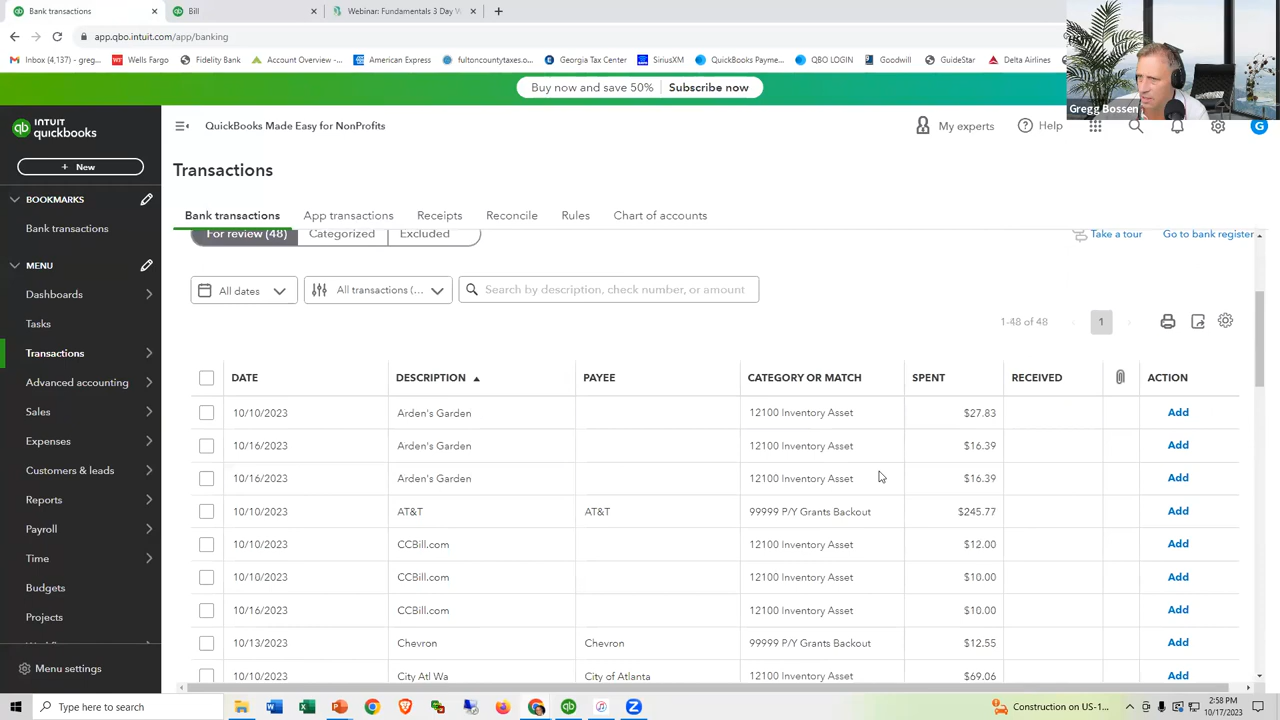 Bank transactions
Bill
Webinar: Fundamentals 3 Day V
app.qbo.intuit.com/app/banking
Inbox (4,137) - greg...
Wells Fargo
Fidelity Bank
Account Overview -...
American Express
fultoncountytaxes.o...
Georgia Tax Center
SiriusXM
QuickBooks Payme...
QBO LOGIN
Goodwill
GuideStar
Delta Airlines
Gregg Bossen
Buy now and save 50% Subscribe now
INTUIT
quickbooks
QuickBooks Made Easy for NonProfits
My experts
Help
G
+ New
Transactions
BOOKMARKS
Bank transactions
Bank transactions App transactions Receipts Reconcile Rules Chart of accounts
For review (48) Categorized Excluded
Take a tour Go to bank register
MENU
Dashboards
Tasks
Transactions
Advanced accounting
Sales
Expenses
Customers & leads
Reports
Payroll
Time
Budgets
Projects
Menu settings
All dates
All transactions (...
Search by description, check number, or amount
1-48 of 48 1
DATE DESCRIPTION PAYEE CATEGORY OR MATCH SPENT RECEIVED ACTION
10/10/2023 Arden's Garden 12100 Inventory Asset $27.83 Add
10/16/2023 Arden's Garden 12100 Inventory Asset $16.39 Add
10/16/2023 Arden's Garden 12100 Inventory Asset $16.39 Add
10/10/2023 AT&T AT&T 99999 P/Y Grants Backout $245.77 Add
10/10/2023 CCBill.com 12100 Inventory Asset $12.00 Add
10/10/2023 CCBill.com 12100 Inventory Asset $10.00 Add
10/16/2023 CCBill.com 12100 Inventory Asset $10.00 Add
10/13/2023 Chevron Chevron 99999 P/Y Grants Backout $12.55 Add
10/10/2023 City Atl Wa City of Atlanta $69.06 Add
Type here to search
Construction on US-1...
2:58 PM
10/17/2023